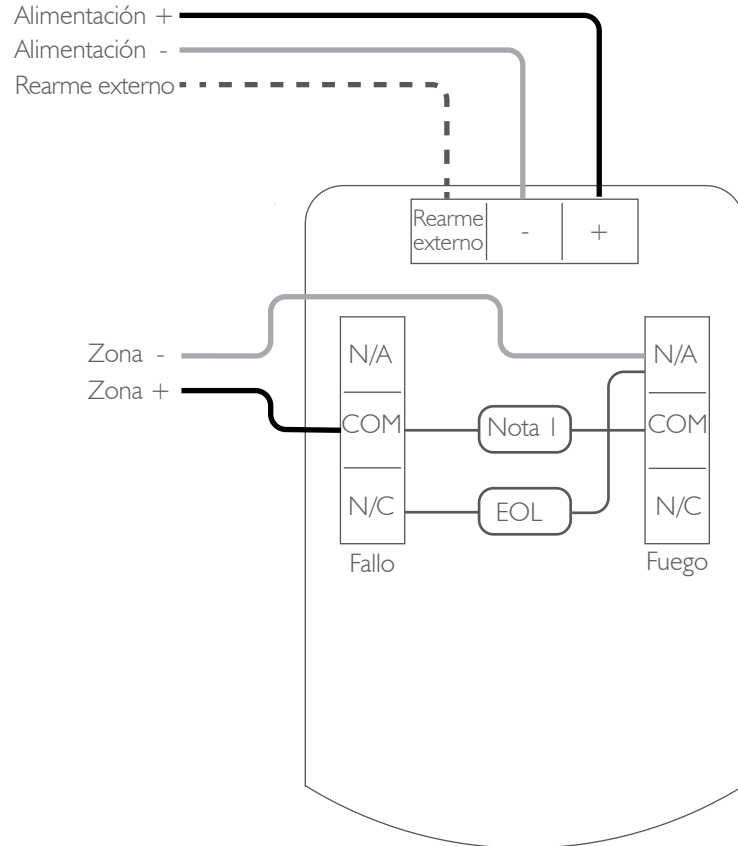 Alimentación +
Alimentación -
Rearme externo
Rearme
externo
-
+
Zona -
Zona +
N/A
COM
N/C
Fallo
Nota 1
EOL
N/A
COM
N/C
Fuego